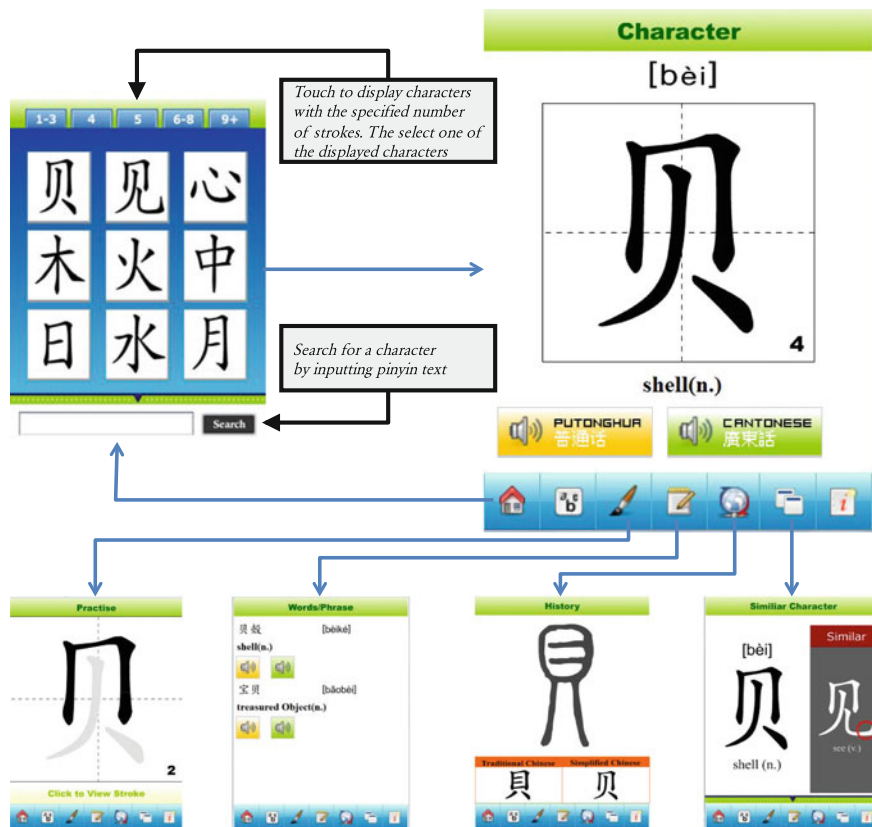 Character
[bèi]
Touch to display characters
with the specified number
of strokes. The select one of
the displayed characters
1-3 4 5 6-8 9+
贝 见 心
木 火 中
日 水 月
Search for a character
by inputting pinyin text
Search
贝
4
shell(n.)
PUTONGHUA
普通话
CANTONESE
廣東話
a c
b
i
Practise
贝
2
Click to View Stroke
Words/Phrase
贝殼 [bèiké]
shell(n.)
宝贝 [bǎobèi]
treasured Object(n.)
History
Traditional Chinese Simplified Chinese
貝 贝
Similiar Character
[bèi]
贝
shell (n.)
Similar
见
see (v.)